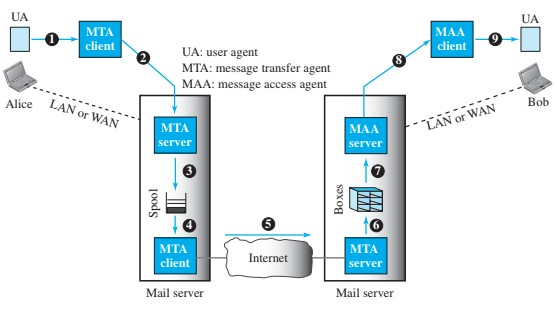 UA
1
MTA
client
2
UA: user agent
MTA: message transfer agent
MAA: message access agent
8
MAA
client
9
UA
Alice
LAN or WAN
Bob
LAN or WAN
MTA
server
3
Spool
4
MTA
client
Mail server
5
Internet
MAA
server
7
Boxes
6
MTA
server
Mail server